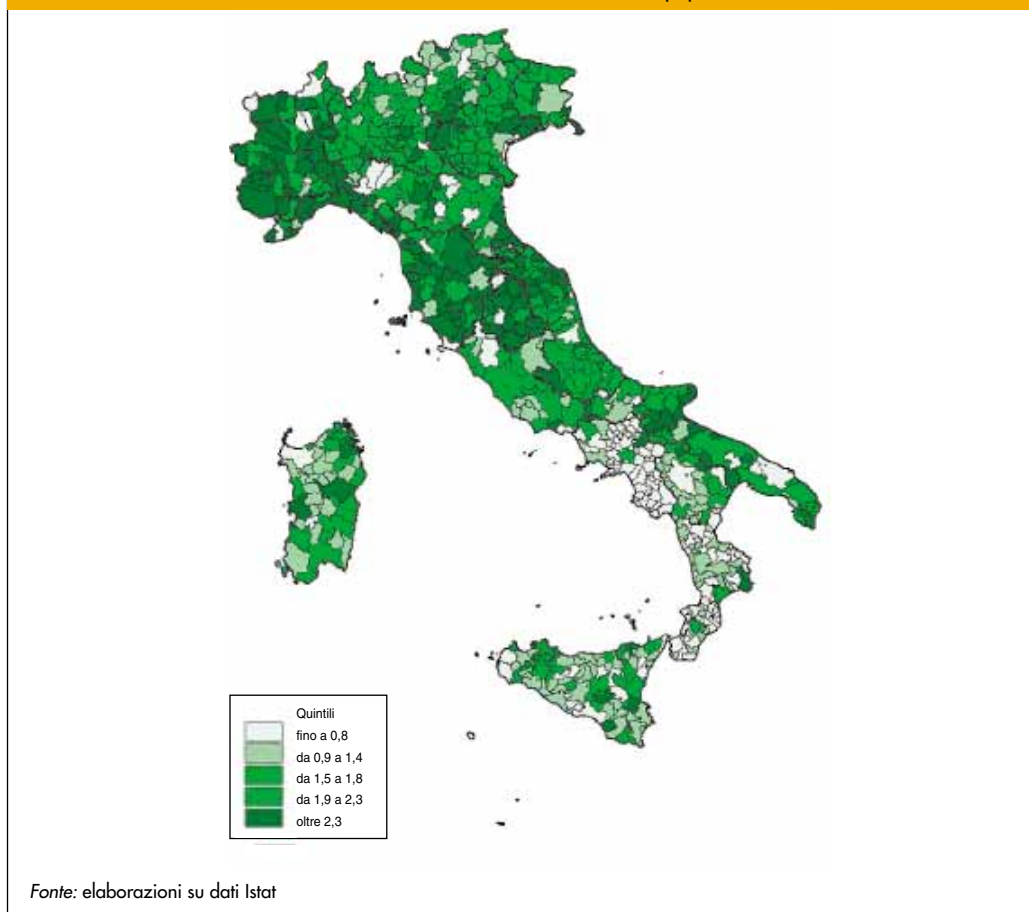 Quintili
fino a 0,8
da 0,9 a 1,4
da 1,5 a 1,8
da 1,9 a 2,3
oltre 2,3
Fonte: elaborazioni su dati Istat